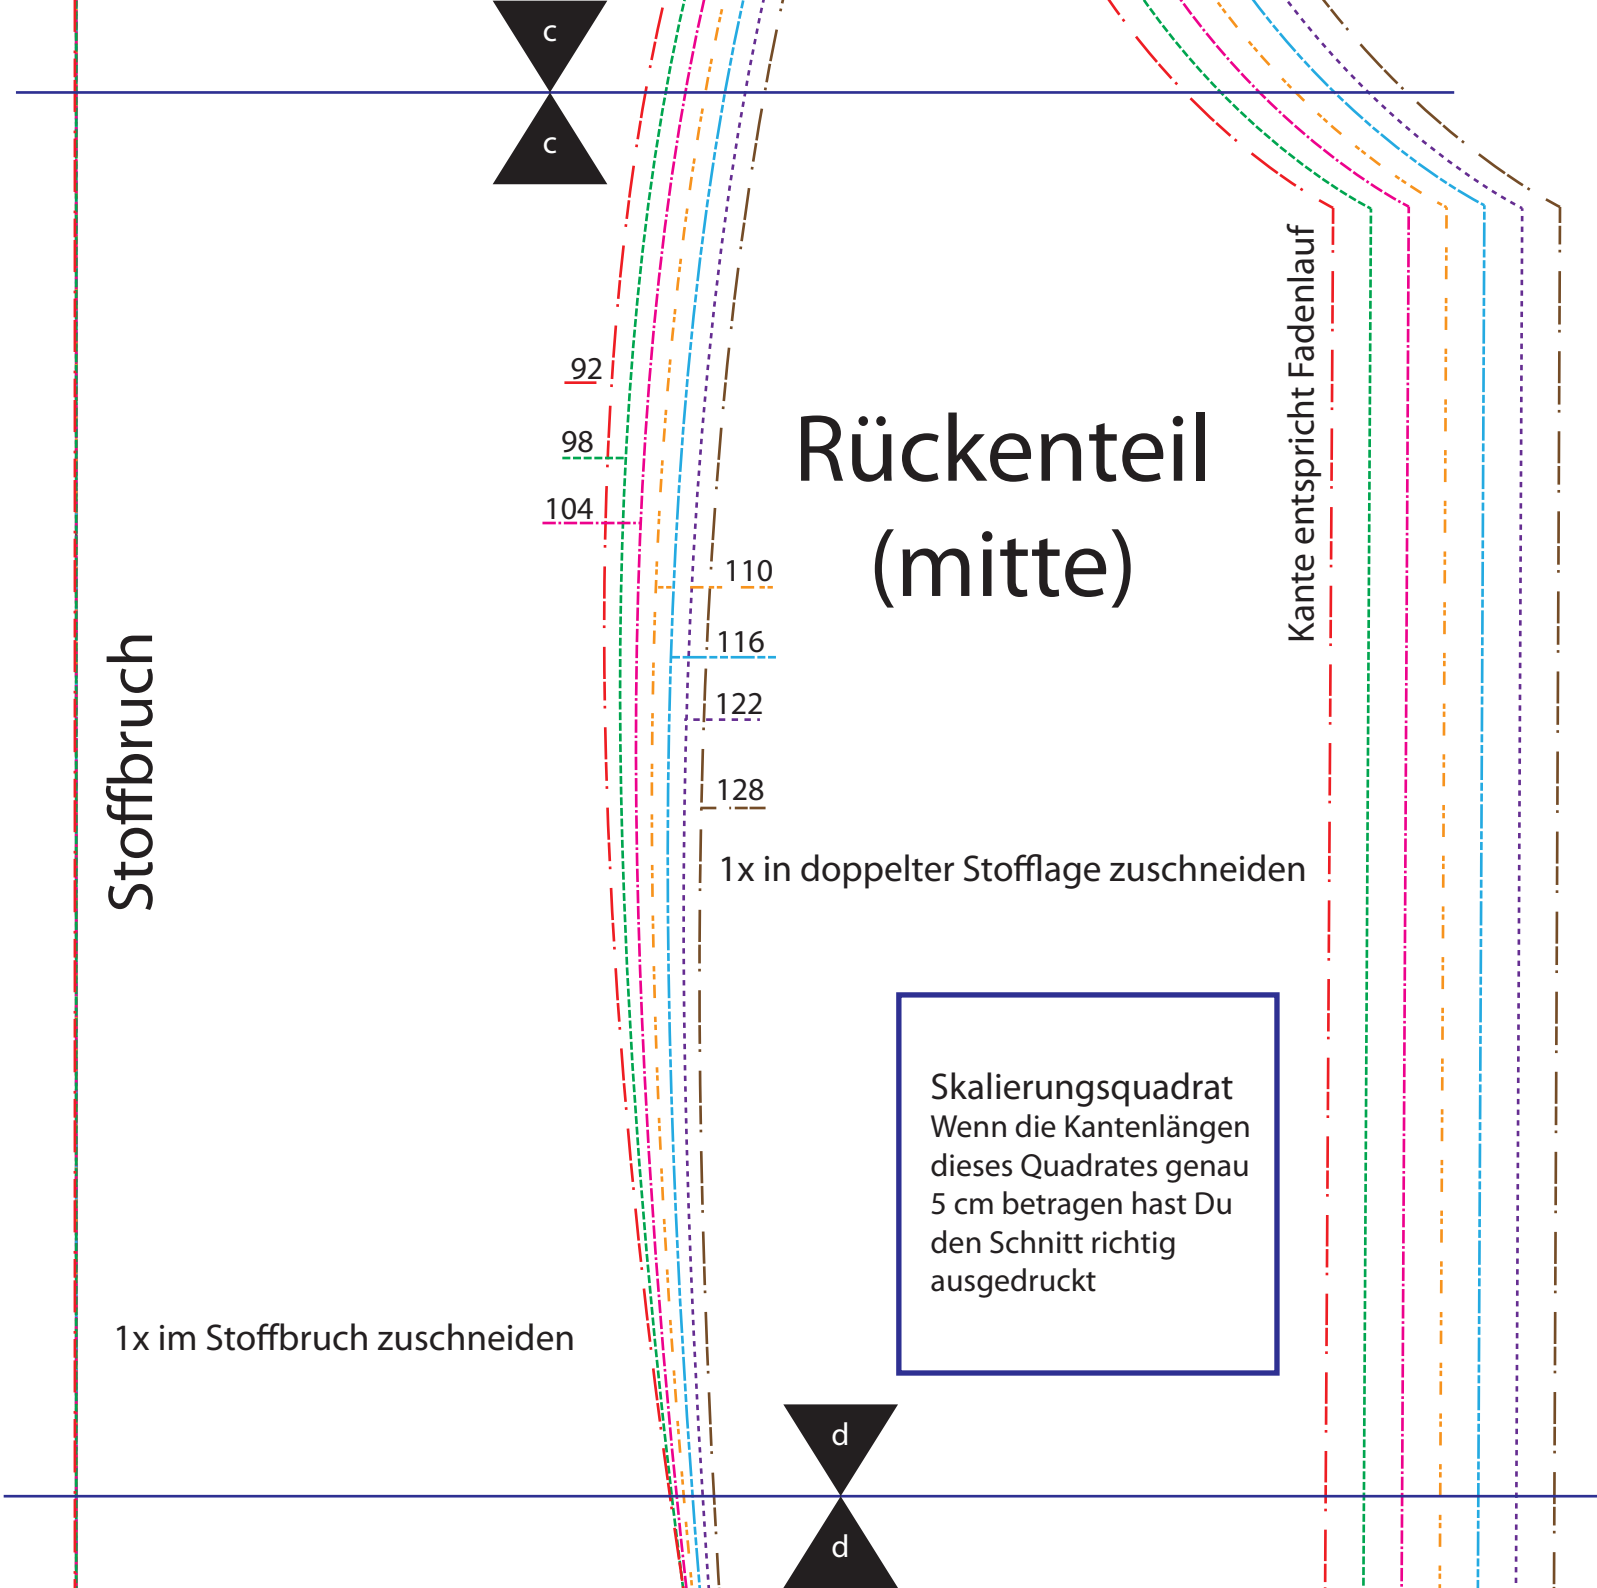 c
c
92
98
104
110
116
122
128
Rückenteil
(mitte)
Kante entspricht Fadenlauf
Stoffbruch
1x in doppelter Stofflage zuschneiden
Skalierungsquadrat
Wenn die Kantenlängen
dieses Quadrates genau
5 cm betragen hast Du
den Schnitt richtig
ausgedruckt
1x im Stoffbruch zuschneiden
d
d